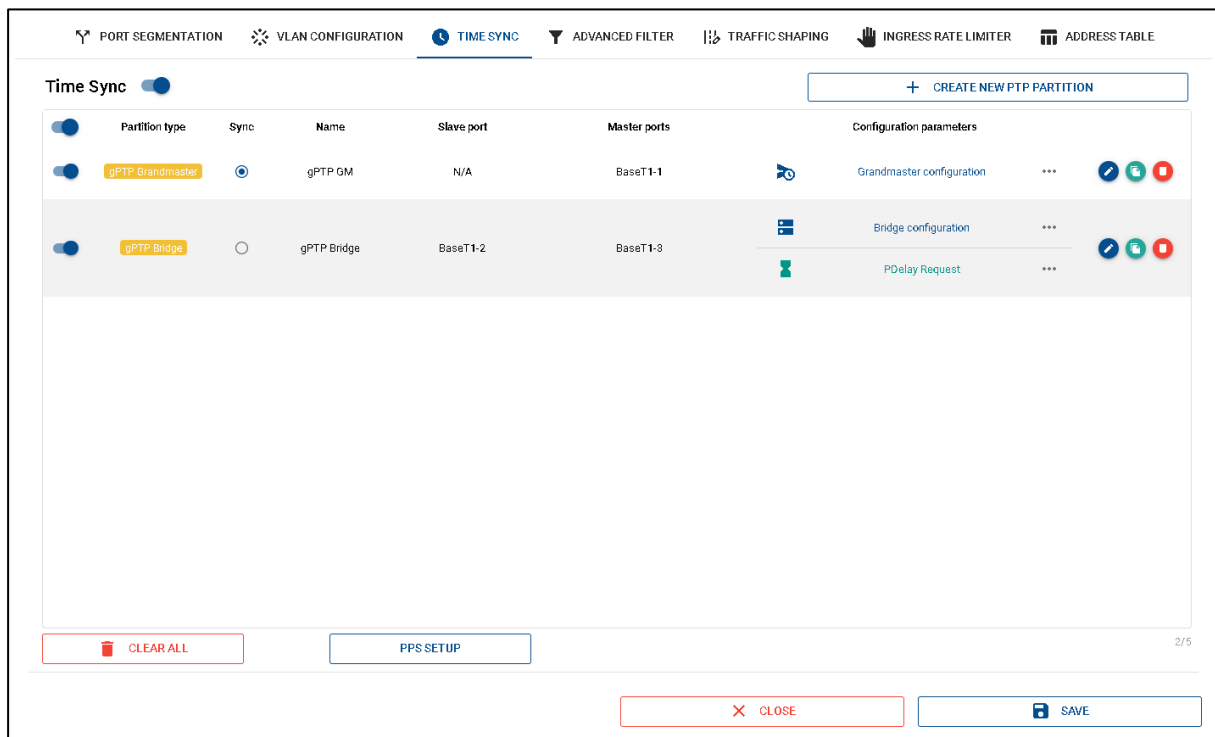 PORT SEGMENTATION VLAN CONFIGURATION TIME SYNC ADVANCED FILTER TRAFFIC SHAPING INGRESS RATE LIMITER ADDRESS TABLE
Time Sync
+ CREATE NEW PTP PARTITION
Partition type Sync Name Slave port Master ports Configuration parameters
gPTP Grandmaster gPTP GM N/A BaseT1-1 Grandmaster configuration ...
gPTP Bridge gPTP Bridge BaseT1-2 BaseT1-3 Bridge configuration ...
PDelay Request ...
CLEAR ALL PPS SETUP 2/5
CLOSE SAVE